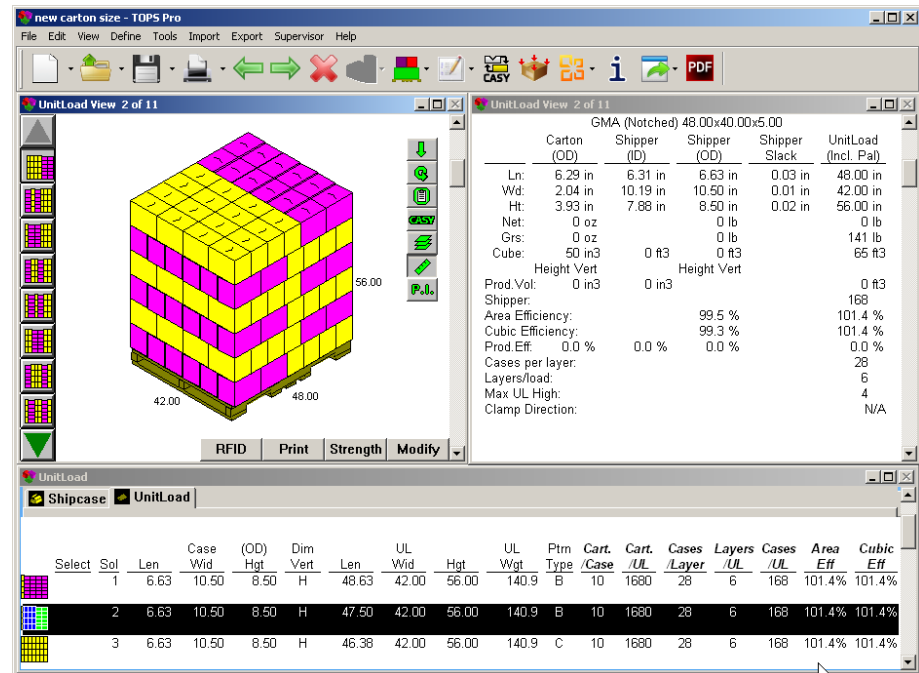 new carton size - TOPS Pro
File Edit View Define Tools Import Export Supervisor Help
CASY
i
PDF
UnitLoad View 2 of 11
CASY
P.I.
56.00
42.00
48.00
RFID Print Strength Modify
UnitLoad View 2 of 11
GMA (Notched) 48.00x40.00x5.00
Carton Shipper Shipper Shipper UnitLoad
(OD) (ID) (OD) Slack (Incl. Pal)
Ln: 6.29 in 6.31 in 6.63 in 0.03 in 48.00 in
Wd: 2.04 in 10.19 in 10.50 in 0.01 in 42.00 in
Ht: 3.93 in 7.88 in 8.50 in 0.02 in 56.00 in
Net: 0 oz 0 lb 0 lb
Grs: 0 oz 0 lb 141 lb
Cube: 50 in3 0 ft3 0 ft3 65 ft3
Height Vert Height Vert
Prod.Vol: 0 in3 0 in3 0 ft3
Shipper: 168
Area Efficiency: 99.5 % 101.4 %
Cubic Efficiency: 99.3 % 101.4 %
Prod.Eff: 0.0 % 0.0 % 0.0 % 0.0 %
Cases per layer: 28
Layers/load: 6
Max UL High: 4
Clamp Direction: N/A
UnitLoad
Shipcase UnitLoad
Case (OD) Dim UL UL Ptrn Cart. Cart. Cases Layers Cases Area Cubic
Select Sol Len Wid Hgt Vert Len Wid Hgt Wgt Type /Case /UL /Layer /UL /UL Eff Eff
1 6.63 10.50 8.50 H 48.63 42.00 56.00 140.9 B 10 1680 28 6 168 101.4% 101.4%
2 6.63 10.50 8.50 H 47.50 42.00 56.00 140.9 B 10 1680 28 6 168 101.4% 101.4%
3 6.63 10.50 8.50 H 46.38 42.00 56.00 140.9 C 10 1680 28 6 168 101.4% 101.4%